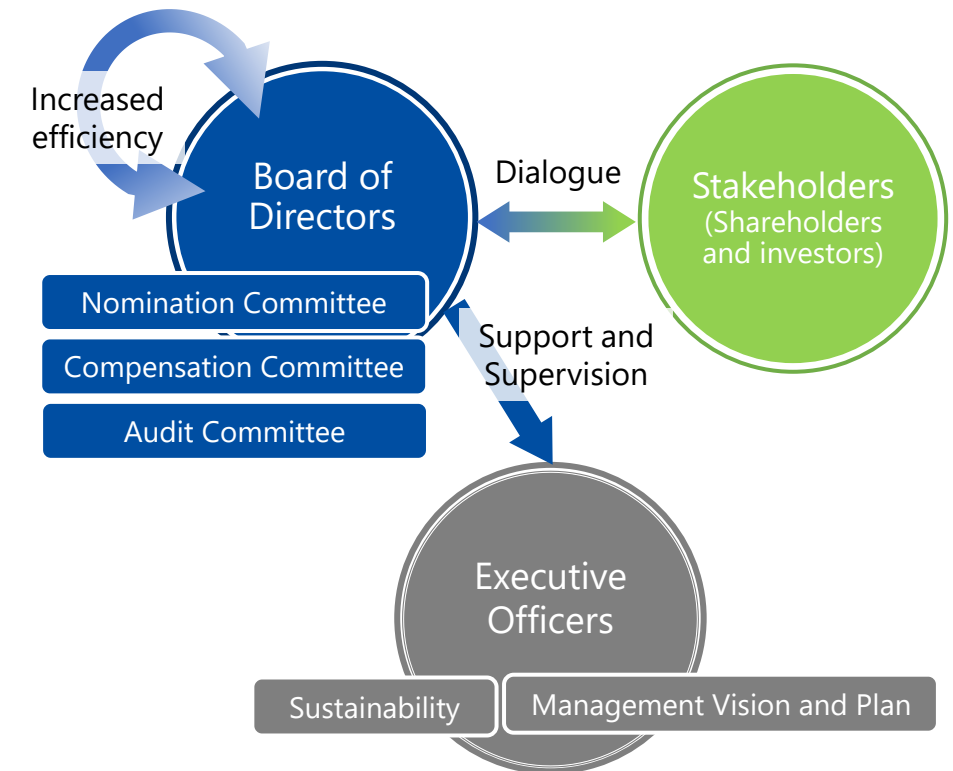 Increased
efficiency
Board of
Directors
Dialogue
Stakeholders
(Shareholders
and investors)
Nomination Committee
Compensation Committee
Audit Committee
Support and
Supervision
Executive
Officers
Sustainability
Management Vision and Plan